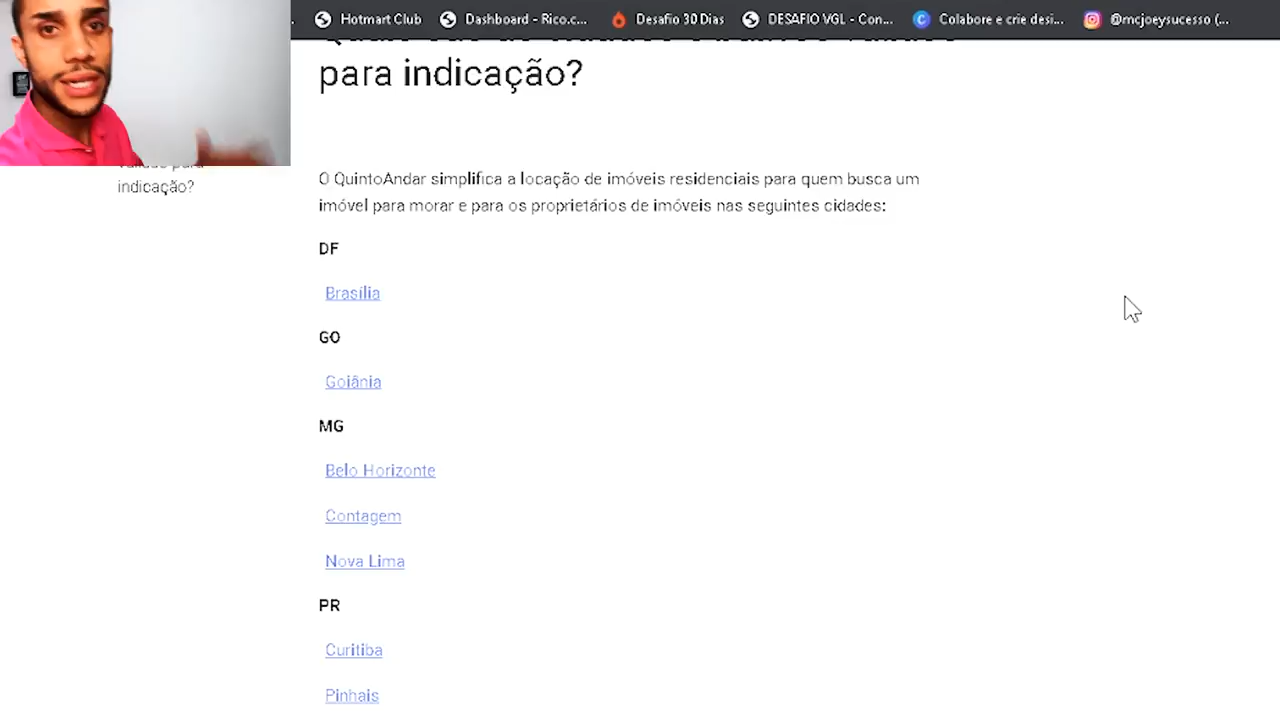 Hotmart Club
Dashboard - Rico.c...
Desafio 30 Dias
DESAFIO VGL - Con...
Colabore e crie desi...
@mcjoeysucesso (...
para indicação?
indicação?
O QuintoAndar simplifica a locação de imóveis residenciais para quem busca um
imóvel para morar e para os proprietários de imóveis nas seguintes cidades:
DF
Brasília
GO
Goiânia
MG
Belo Horizonte
Contagem
Nova Lima
PR
Curitiba
Pinhais